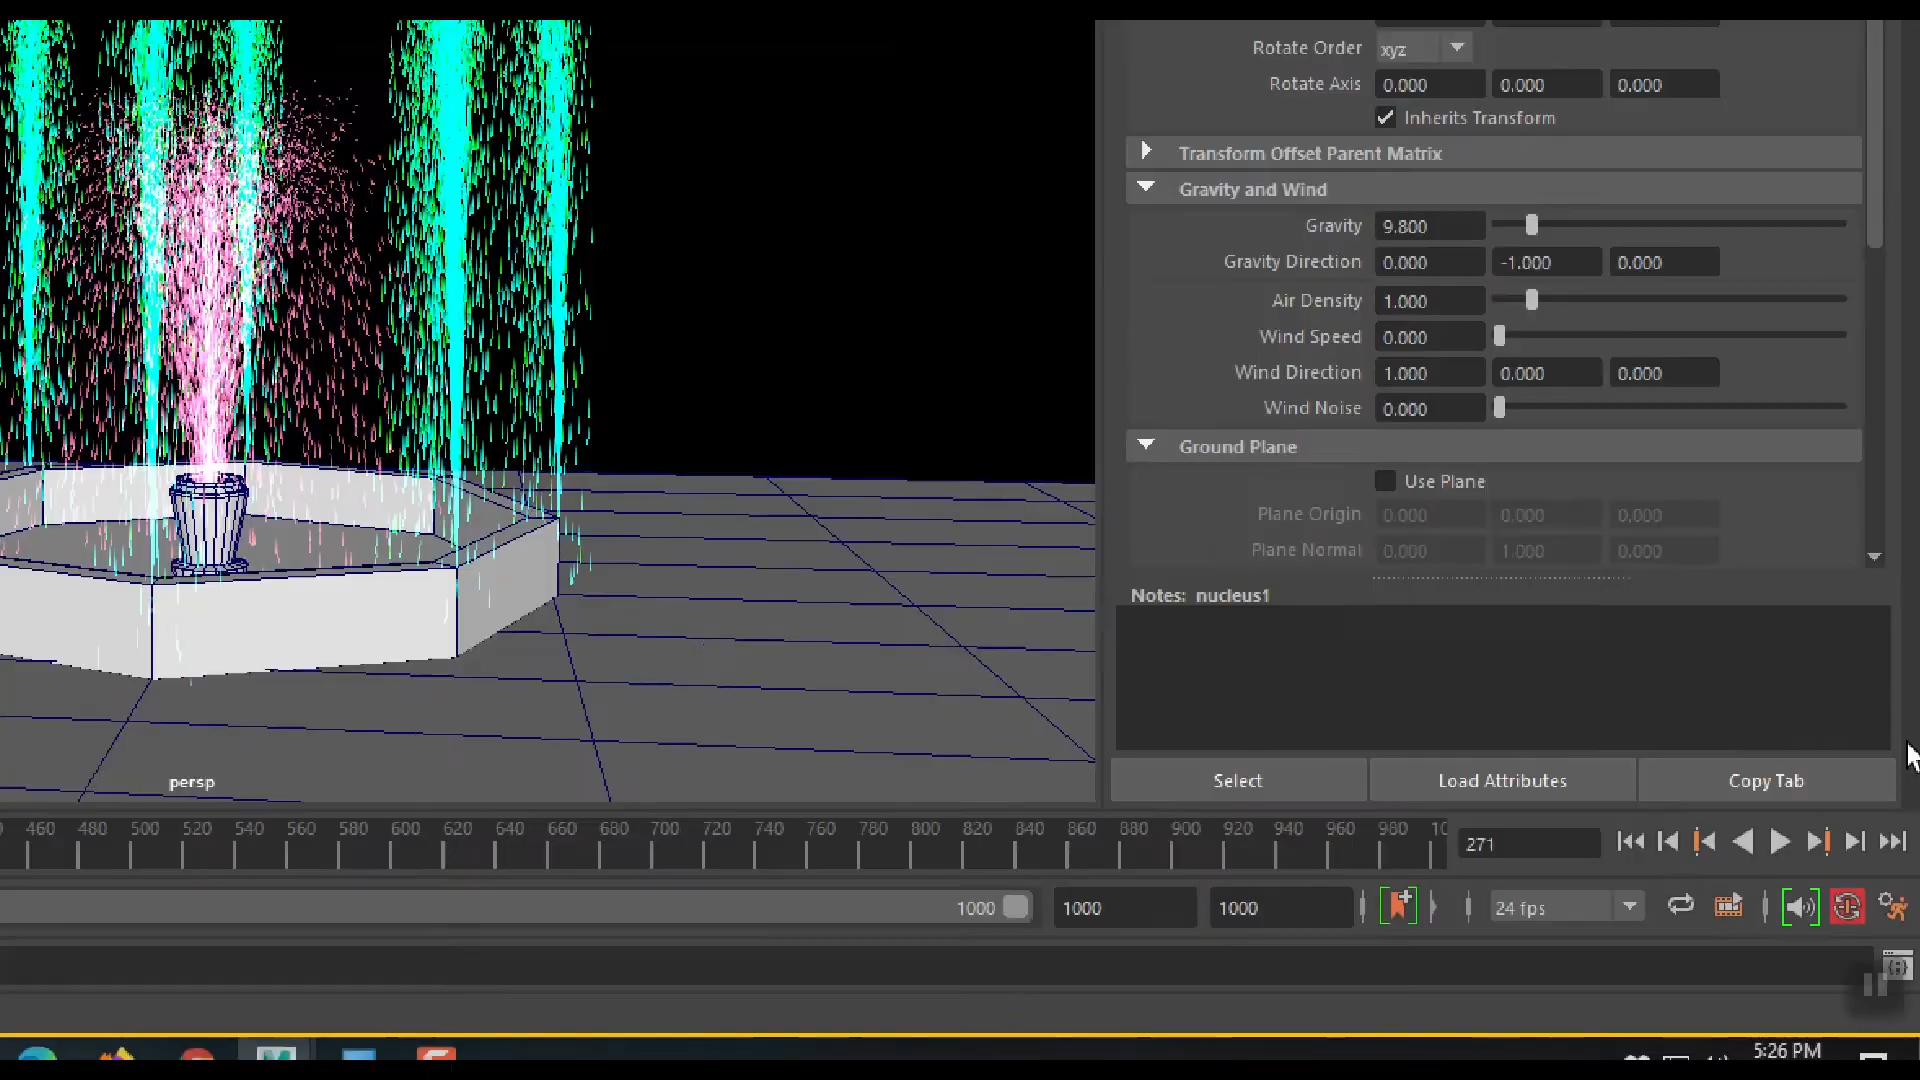 Rotate Order xyz
Rotate Axis 0.000 0.000 0.000
Inherits Transform
Transform Offset Parent Matrix
Gravity and Wind
Gravity 9.800
Gravity Direction 0.000 -1.000 0.000
Air Density 1.000
Wind Speed 0.000
Wind Direction 1.000 0.000 0.000
Wind Noise 0.000
Ground Plane
Use Plane
Plane Origin 0.000 0.000 0.000
Plane Normal 0.000 1.000 0.000
Notes: nucleus1
persp
Select Load Attributes Copy Tab
460 480 500 520 540 560 580 600 620 640 660 680 700 720 740 760 780 800 820 840 860 880 900 920 940 960 980 271
1000 1000 1000 24 fps
5:26 PM